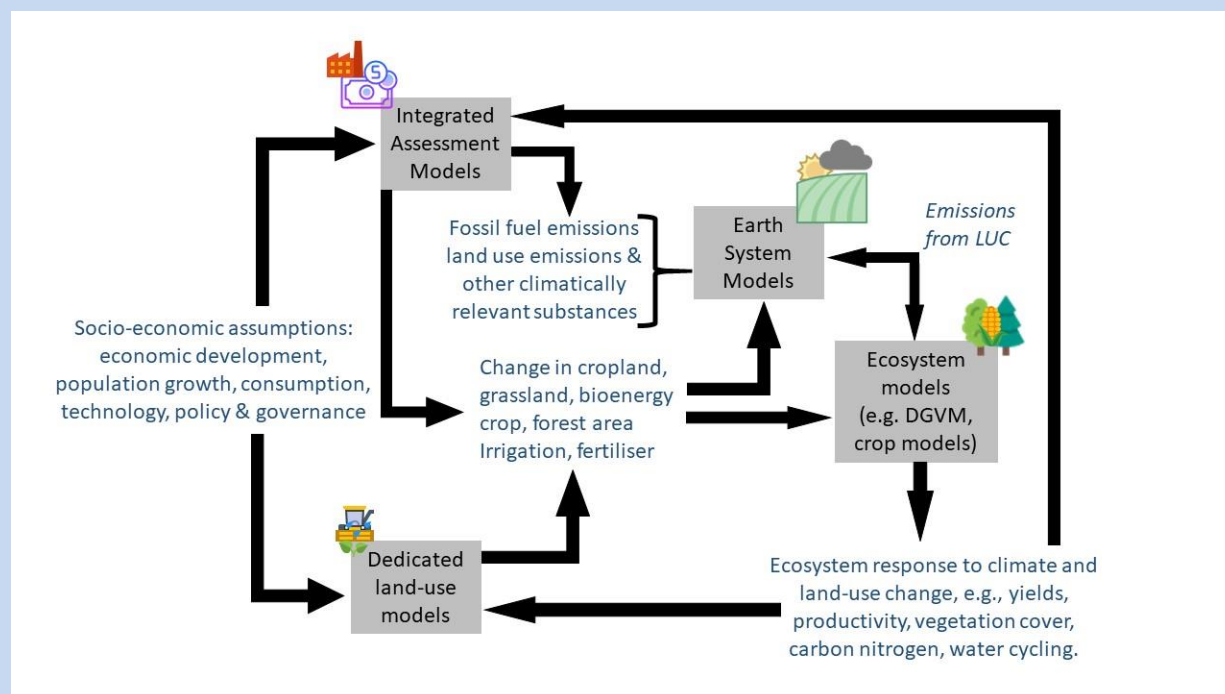 Integrated
Assessment
Models
Fossil fuel emissions
land use emissions &
other climatically
relevant substances
Earth
System
Models
Emissions
from LUC
Socio-economic assumptions:
economic development,
population growth, consumption,
technology, policy & governance
Change in cropland,
grassland, bioenergy
crop, forest area
Irrigation, fertiliser
Ecosystem
models
(e.g. DGVM,
crop models)
Dedicated
land-use
models
Ecosystem response to climate and
land-use change, e.g., yields,
productivity, vegetation cover,
carbon nitrogen, water cycling.